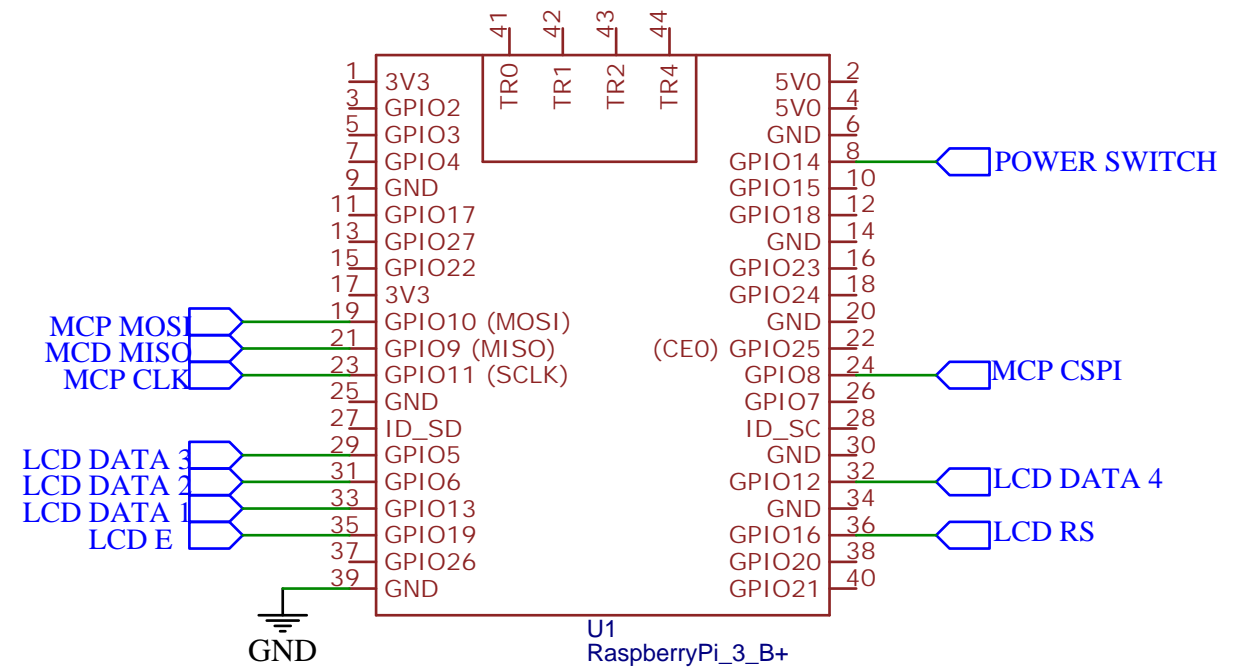 41 42 43 44
TR0 TR1 TR2 TR4
1 3V3 5V0 2
3 GPIO2 5V0 4
5 GPIO3 GND 6
7 GPIO4 GPIO14 8 POWER SWITCH
9 GND GPIO15 10
11 GPIO17 GPIO18 12
13 GPIO27 GND 14
15 GPIO22 GPIO23 16
17 3V3 GPIO24 18
MCP MOSI 19 GPIO10 (MOSI) GND 20
MCD MISO 21 GPIO9 (MISO) (CE0) GPIO25 22
MCP CLK 23 GPIO11 (SCLK) GPIO8 24 MCP CSPI
25 GND GPIO7 26
27 ID_SD ID_SC 28
LCD DATA 3 29 GPIO5 GND 30
LCD DATA 2 31 GPIO6 GPIO12 32 LCD DATA 4
LCD DATA 1 33 GPIO13 GND 34
LCD E 35 GPIO19 GPIO16 36 LCD RS
37 GPIO26 GPIO20 38
39 GND GPIO21 40
GND
U1
RaspberryPi_3_B+